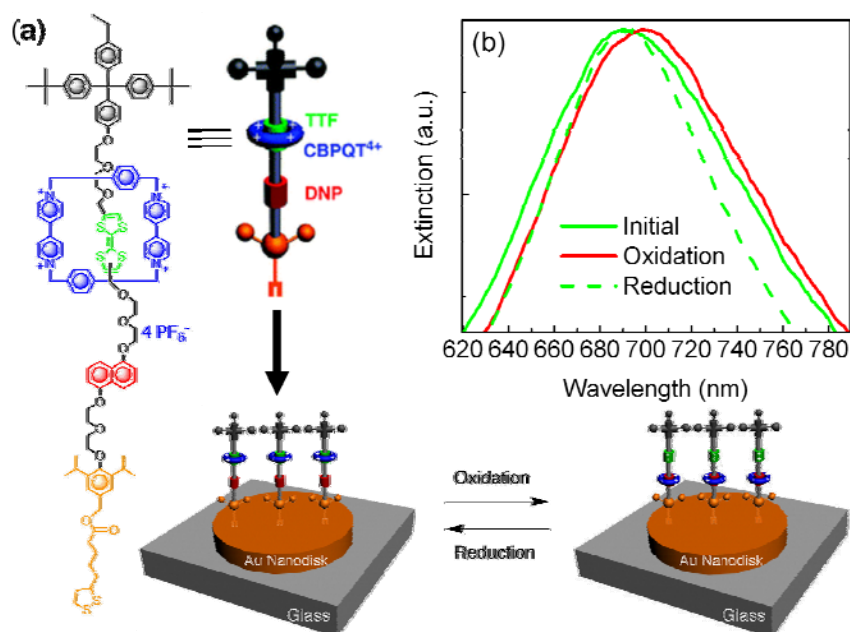 (a)
TTF
CBPQT4+
DNP
N+
N+
N+
N+
S
S
S
S
O
O
O
O
O
O
4 PF6-
O
O
O
O
O
S
S
(b)
Extinction (a.u.)
Initial
Oxidation
Reduction
620 640 660 680 690 700 720 740 760 780
Wavelength (nm)
Au Nanodisk
Glass
Oxidation
Reduction
Au Nanodisk
Glass